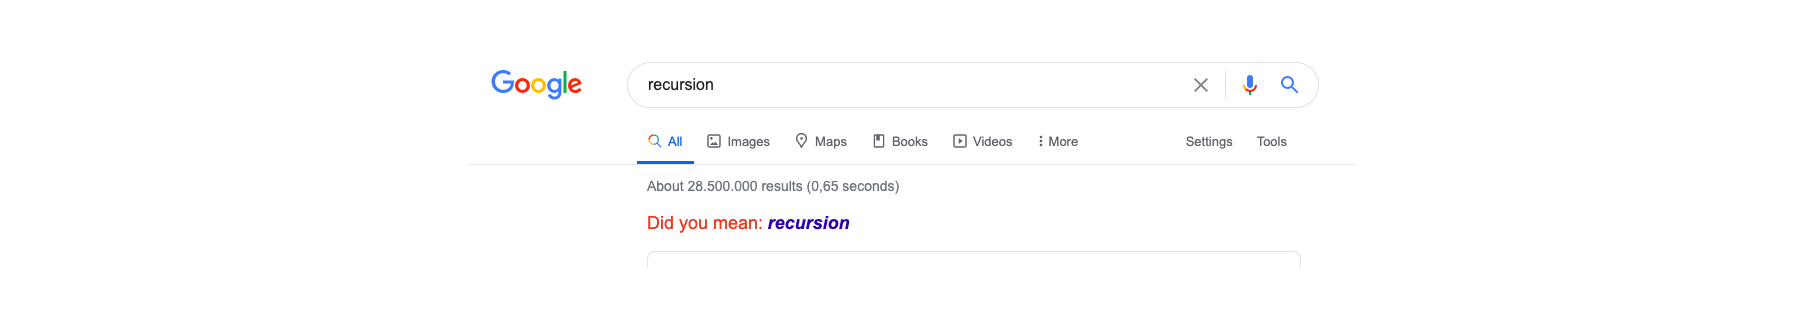 Google recursion
All Images Maps Books Videos More Settings Tools
About 28.500.000 results (0,65 seconds)
Did you mean: recursion